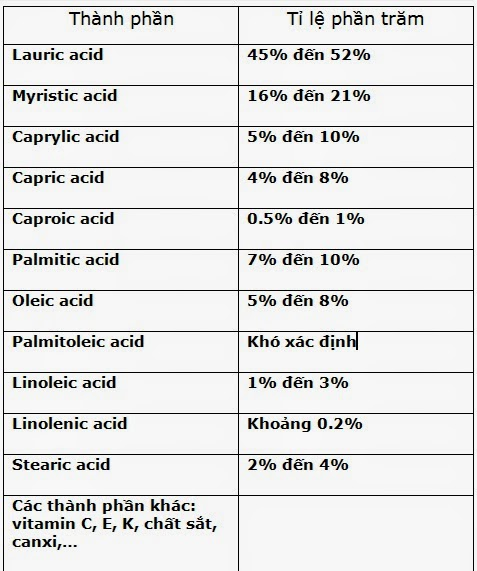 Thành phần Tỉ lệ phần trăm
Lauric acid 45% đến 52%
Myristic acid 16% đến 21%
Caprylic acid 5% đến 10%
Capric acid 4% đến 8%
Caproic acid 0.5% đến 1%
Palmitic acid 7% đến 10%
Oleic acid 5% đến 8%
Palmitoleic acid Khó xác định
Linoleic acid 1% đến 3%
Linolenic acid Khoảng 0.2%
Stearic acid 2% đến 4%
Các thành phần khác:
vitamin C, E, K, chất sắt,
canxi,...